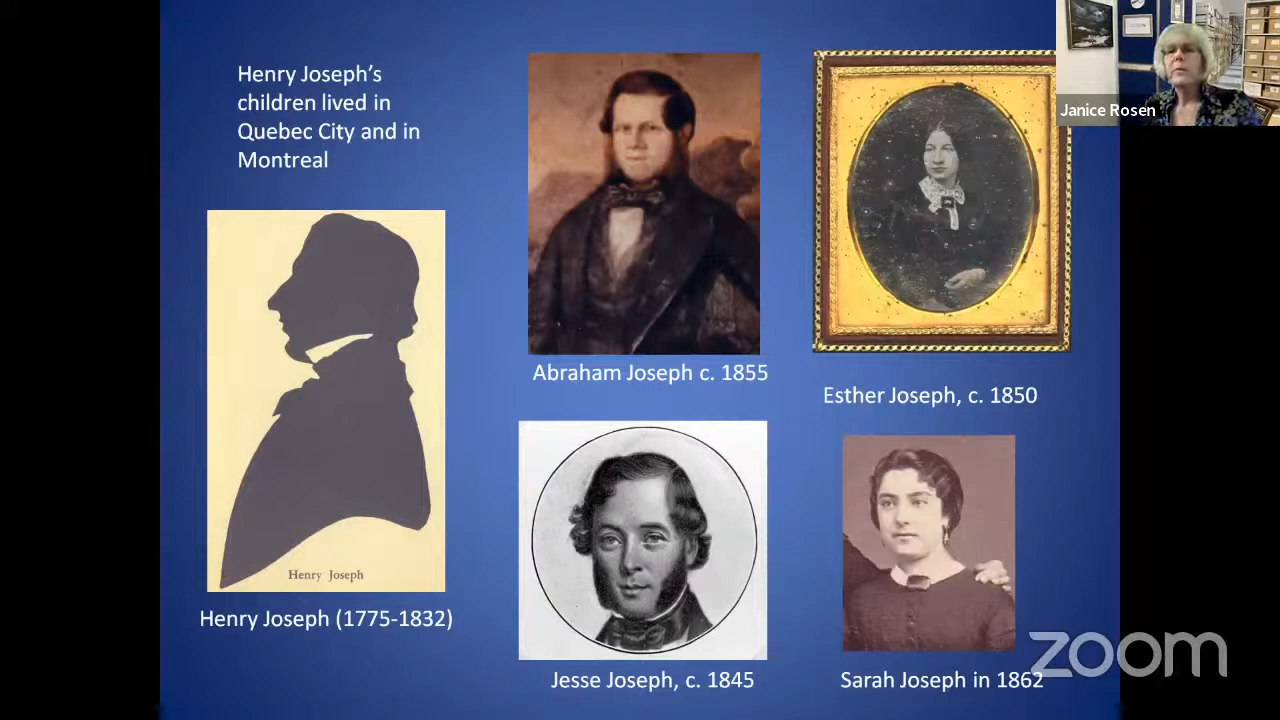 Henry Joseph's
children lived in
Quebec City and in
Montreal
Janice Rosen
Abraham Joseph c. 1855
Esther Joseph, c. 1850
Henry Joseph
Henry Joseph (1775-1832)
Jesse Joseph, c. 1845
Sarah Joseph in 1862
zoom